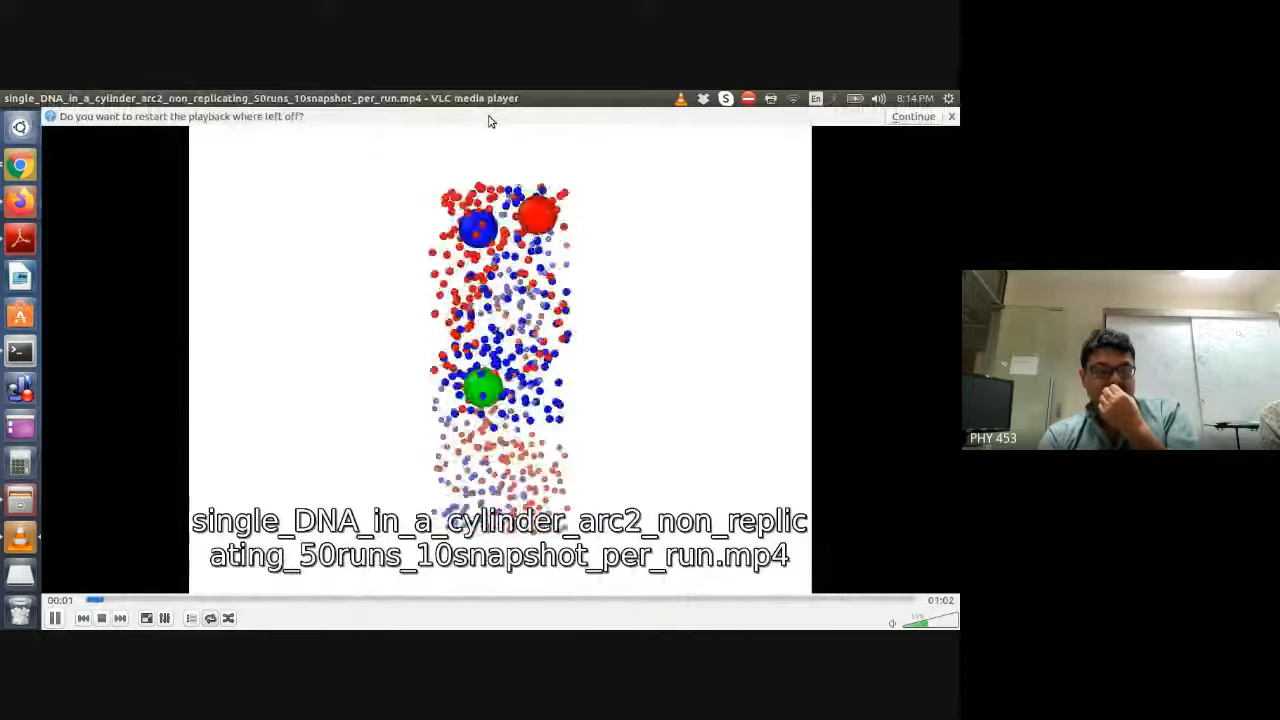 single_DNA_in_a_cylinder_arc2_non_replicating_50runs_10snapshot_per_run.mp4 - VLC media player
En
8:14 PM
Do you want to restart the playback where left off?
Continue
X
single_DNA_in_a_cylinder_arc2_non_replic
ating_50runs_10snapshot_per_run.mp4
00:01
01:02
PHY 453